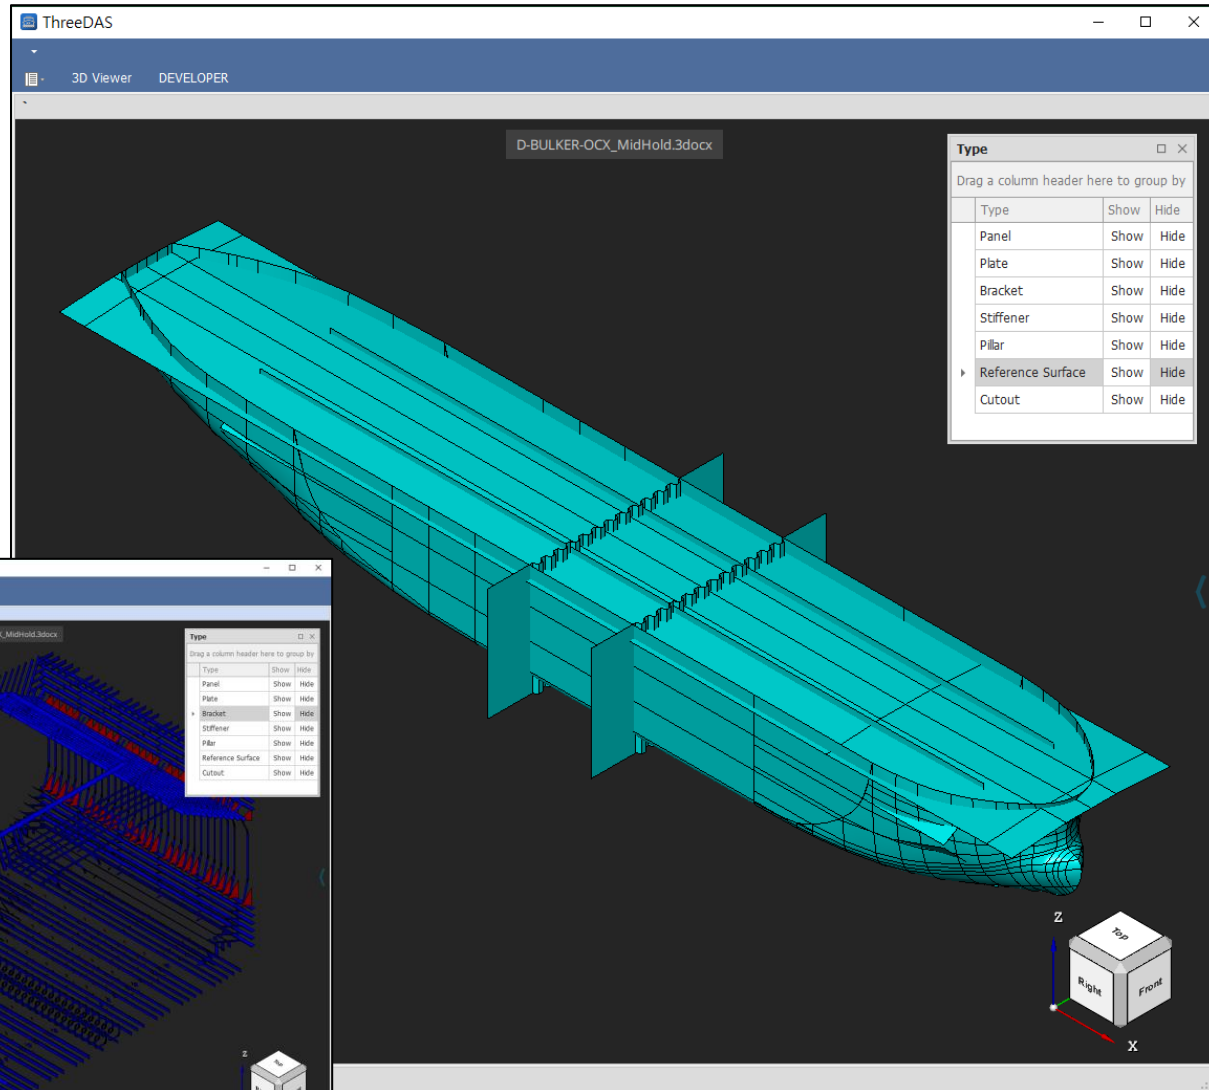 ThreeDAS
3D Viewer DEVELOPER
D-BULKER-OCX_MidHold.3docx
Type
Drag a column header here to group by
Type Show Hide
Panel Show Hide
Plate Show Hide
Bracket Show Hide
Stiffener Show Hide
Pillar Show Hide
Reference Surface Show Hide
Cutout Show Hide
_MidHold.3docx
Type
Drag a column header here to group by
Type Show Hide
Panel Show Hide
Plate Show Hide
Bracket Show Hide
Stiffener Show Hide
Pillar Show Hide
Reference Surface Show Hide
Cutout Show Hide
z
Top
Z
Top
Right Front
X